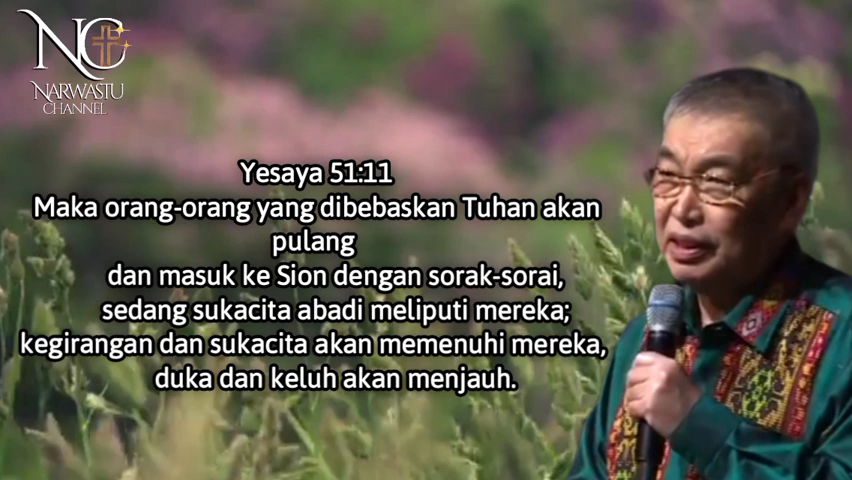 NC
NARWASTU
CHANNEL
Yesaya 51:11
Maka orang-orang yang dibebaskan Tuhan akan
pulang
dan masuk ke Sion dengan sorak-sorai,
sedang sukacita abadi meliputi mereka;
kegirangan dan sukacita akan memenuhi mereka,
duka dan keluh akan menjauh.